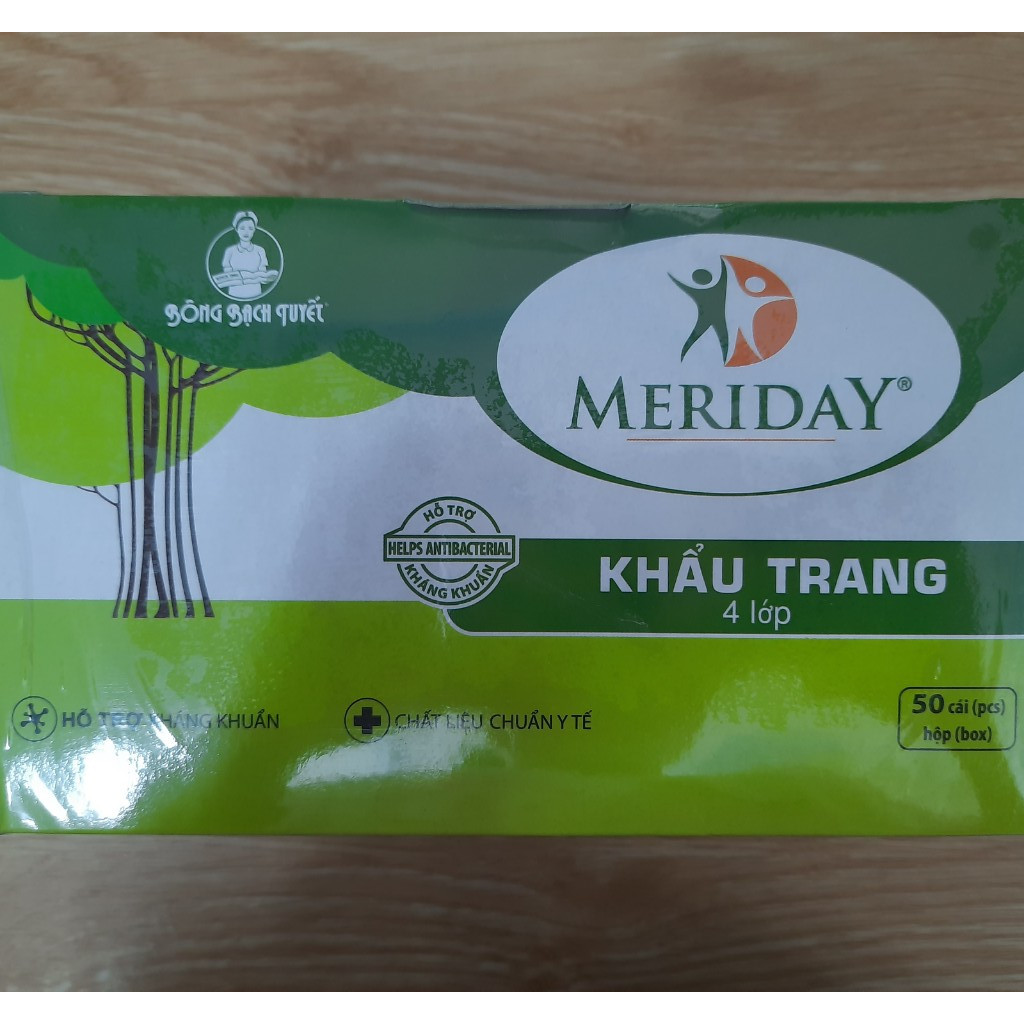 BÔNG BẠCH TUYẾT
MERIDAY®
HỖ TRỢ
HELPS ANTIBACTERIAL
KHÁNG KHUẨN
KHẨU TRANG
4 lớp
HỖ TRỢ KHÁNG KHUẨN
CHẤT LIỆU CHUẨN Y TẾ
50 cái (pcs)
hộp (box)